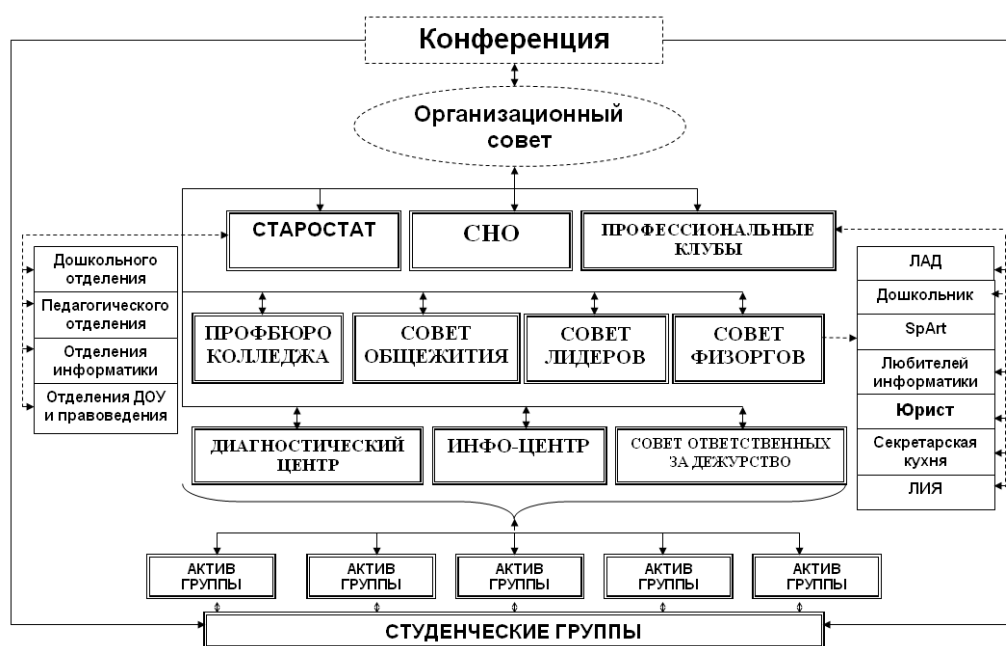 Конференция
Организационный
совет
СТАРОСТАТ
СНО
ПРОФЕССИОНАЛЬНЫЕ
КЛУБЫ
Дошкольного
отделения
Педагогического
отделения
Отделения
информатики
Отделения ДОУ
и правоведения
ПРОФБЮРО
КОЛЛЕДЖА
СОВЕТ
ОБЩЕЖИТИЯ
СОВЕТ
ЛИДЕРОВ
СОВЕТ
ФИЗОРГОВ
ЛАД
Дошкольник
SpArt
Любителей
информатики
Юрист
Секретарская
кухня
ЛИЯ
ДИАГНОСТИЧЕСКИЙ
ЦЕНТР
ИНФО-ЦЕНТР
СОВЕТ ОТВЕТСТВЕННЫХ
ЗА ДЕЖУРСТВО
АКТИВ
ГРУППЫ
АКТИВ
ГРУППЫ
АКТИВ
ГРУППЫ
АКТИВ
ГРУППЫ
АКТИВ
ГРУППЫ
СТУДЕНЧЕСКИЕ ГРУППЫ